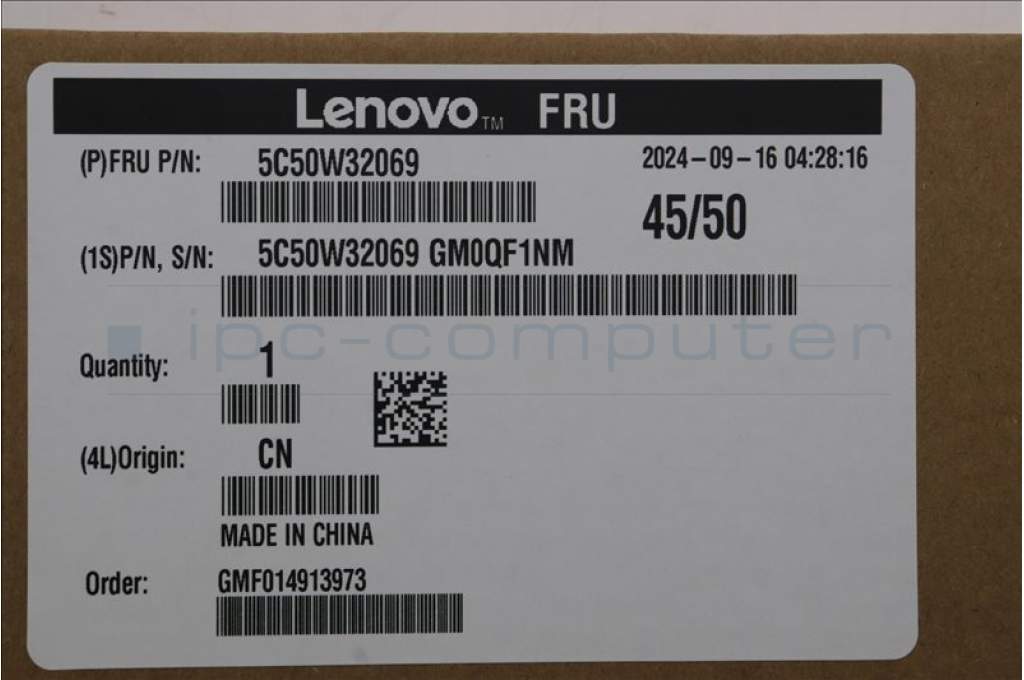 Lenovo™ FRU
(P)FRU P/N: 5C50W32069 2024-09-16 04:28:16
45/50
(1S)P/N, S/N: 5C50W32069 GM0QF1NM
ipc-computer
Quantity: 1
(4L)Origin: CN
MADE IN CHINA
Order: GMF014913973